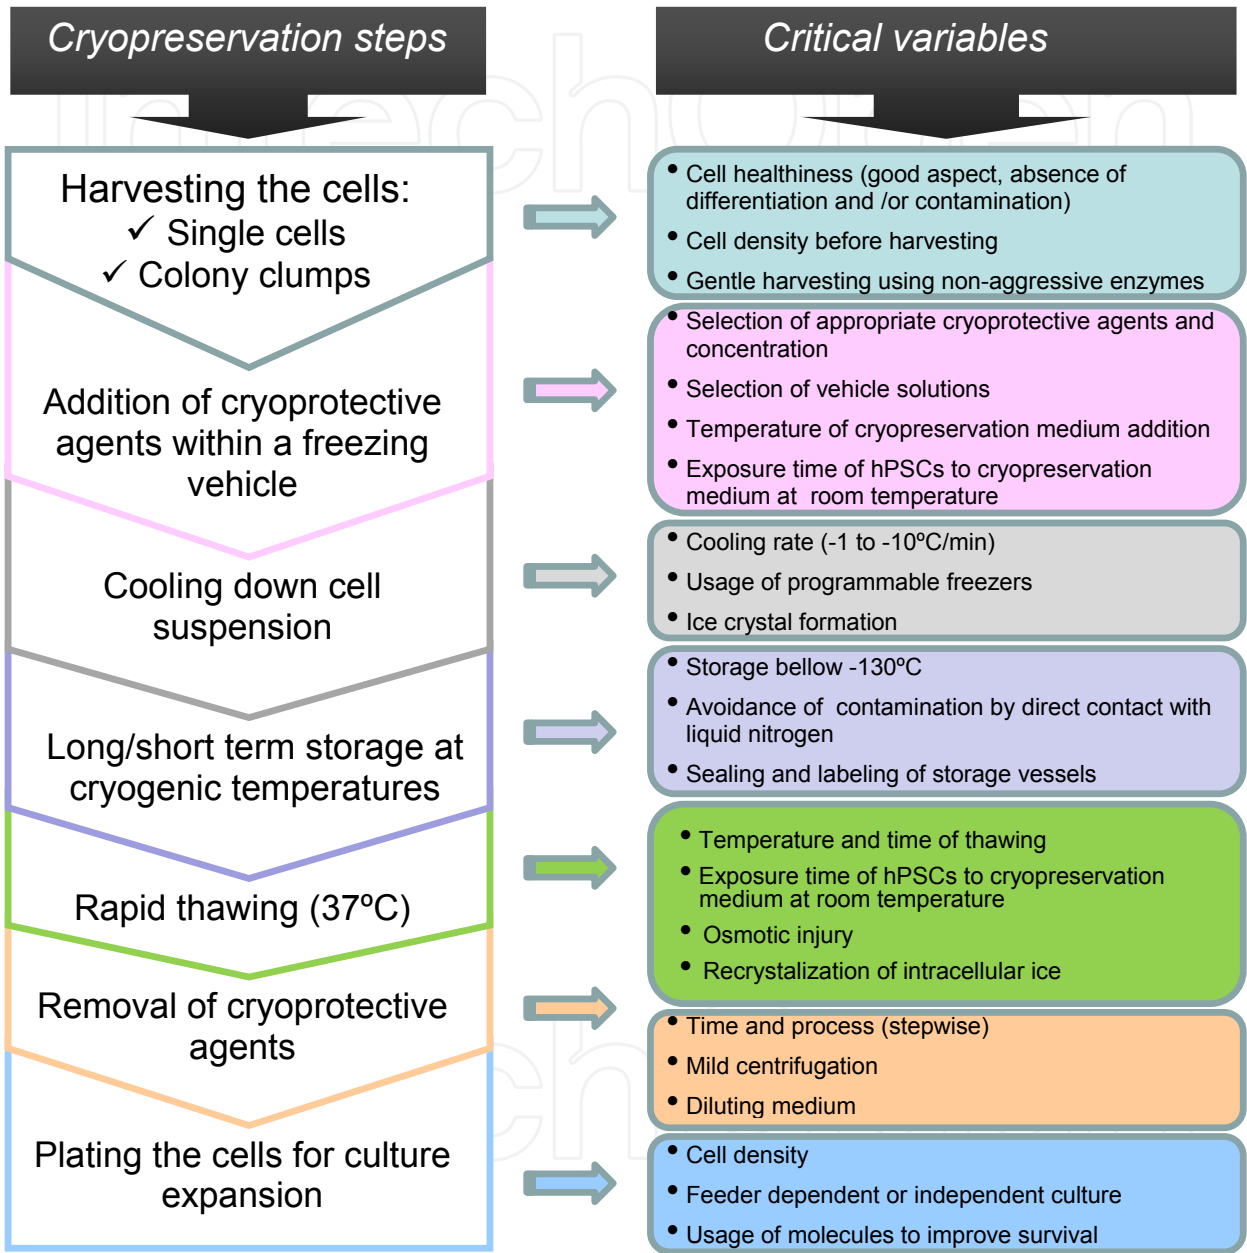 Cryopreservation steps
Critical variables
Harvesting the cells:
✓ Single cells
✓ Colony clumps
• Cell healthiness (good aspect, absence of
differentiation and /or contamination)
• Cell density before harvesting
• Gentle harvesting using non-aggressive enzymes
Addition of cryoprotective
agents within a freezing
vehicle
• Selection of appropriate cryoprotective agents and
concentration
• Selection of vehicle solutions
• Temperature of cryopreservation medium addition
• Exposure time of hPSCs to cryopreservation
medium at room temperature
Cooling down cell
suspension
• Cooling rate (-1 to -10ºC/min)
• Usage of programmable freezers
• Ice crystal formation
Long/short term storage at
cryogenic temperatures
• Storage bellow -130ºC
• Avoidance of contamination by direct contact with
liquid nitrogen
• Sealing and labeling of storage vessels
Rapid thawing (37ºC)
• Temperature and time of thawing
• Exposure time of hPSCs to cryopreservation
medium at room temperature
• Osmotic injury
• Recrystalization of intracellular ice
Removal of cryoprotective
agents
• Time and process (stepwise)
• Mild centrifugation
• Diluting medium
Plating the cells for culture
expansion
• Cell density
• Feeder dependent or independent culture
• Usage of molecules to improve survival